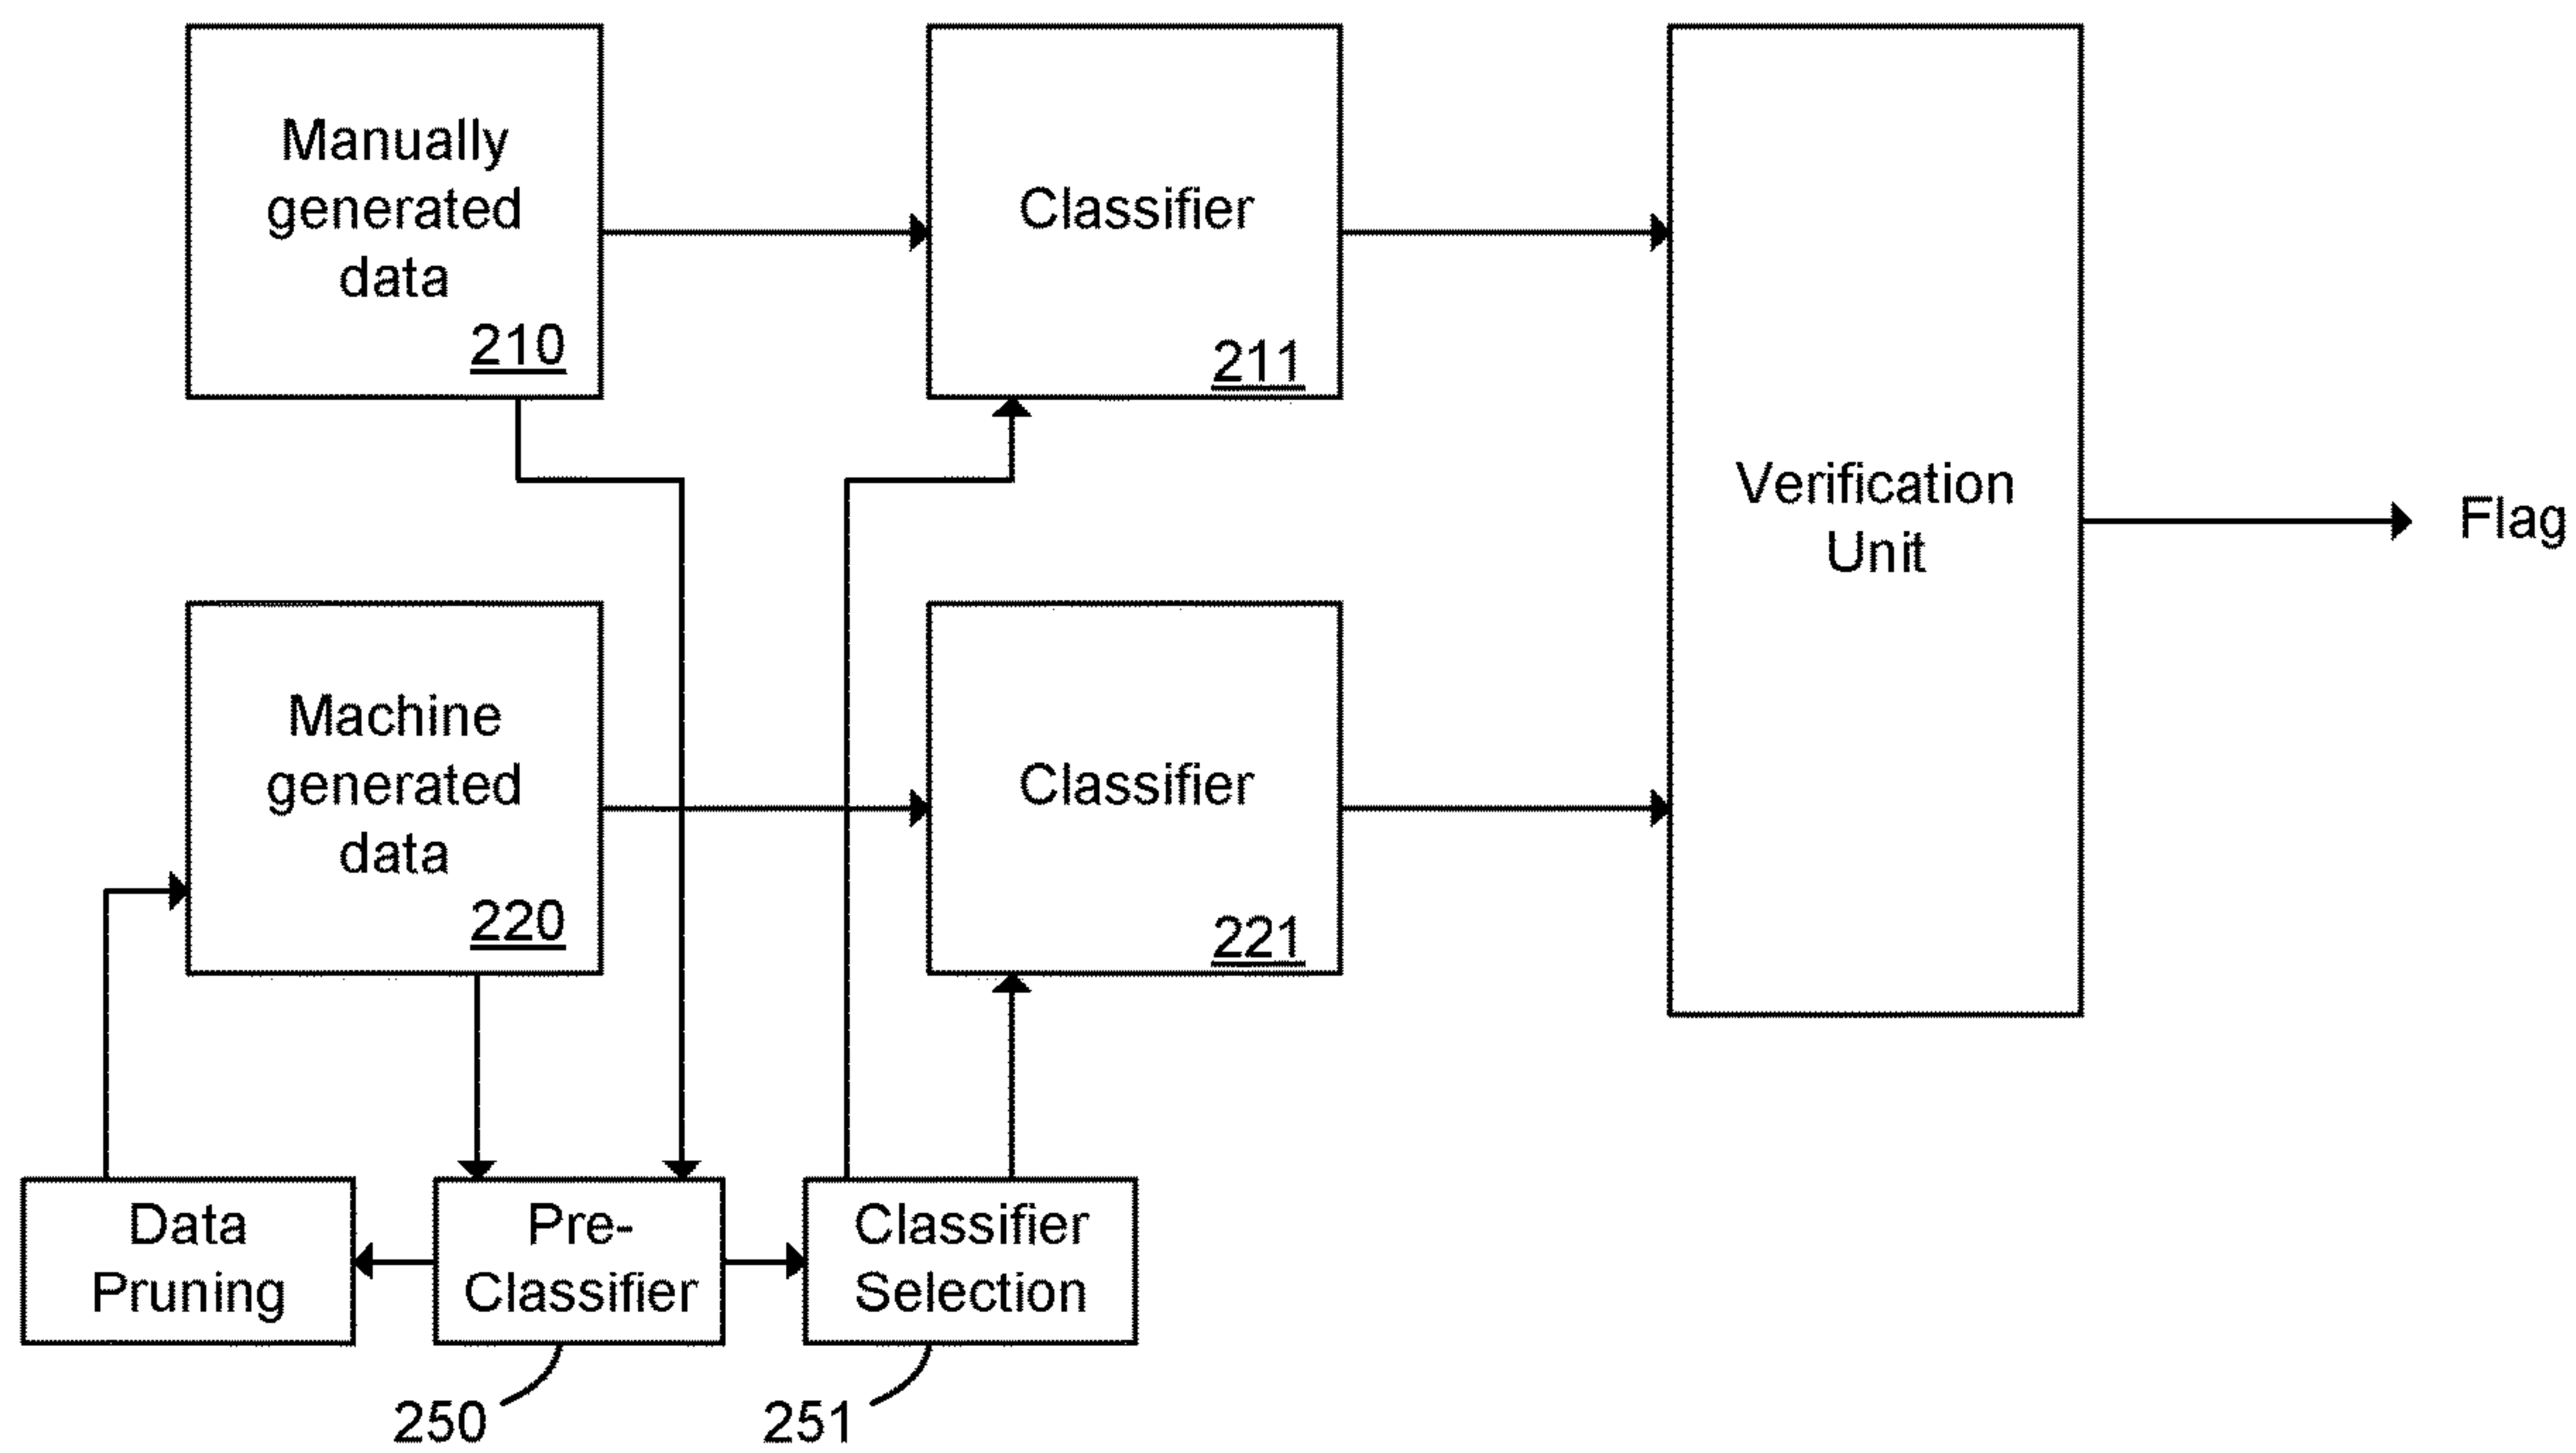 Manually
generated
data
210
Classifier
211
Verification
Unit
Flag
Machine
generated
data
220
Classifier
221
Data
Pruning
Pre-
Classifier
Classifier
Selection
250
251